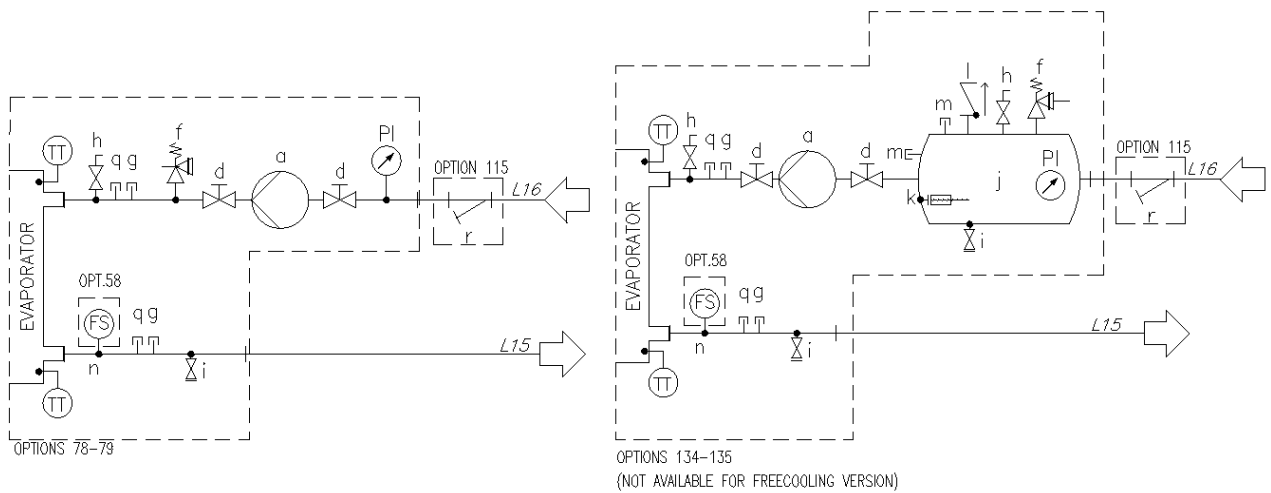 TT
h
q g
f
d
a
d
PI
OPTION 115
L16
r
EVAPORATOR
OPT.58
FS
n
q g
i
L15
TT
OPTIONS 78-79
TT
h
q g
d
a
d
m
l
h
f
m
j
PI
k
i
OPTION 115
L16
r
EVAPORATOR
OPT.58
FS
n
q g
i
L15
TT
OPTIONS 134-135
(NOT AVAILABLE FOR FREECOOLING VERSION)